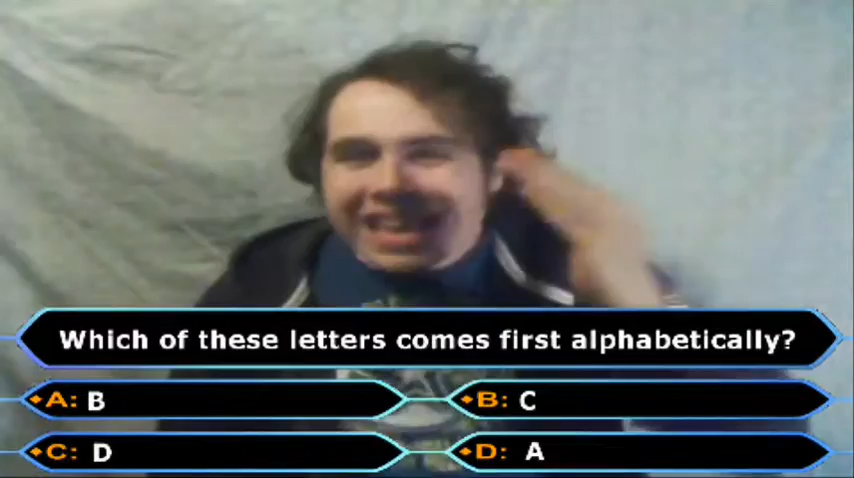 Which of these letters comes first alphabetically?
A: B
B: C
C: D
D: A